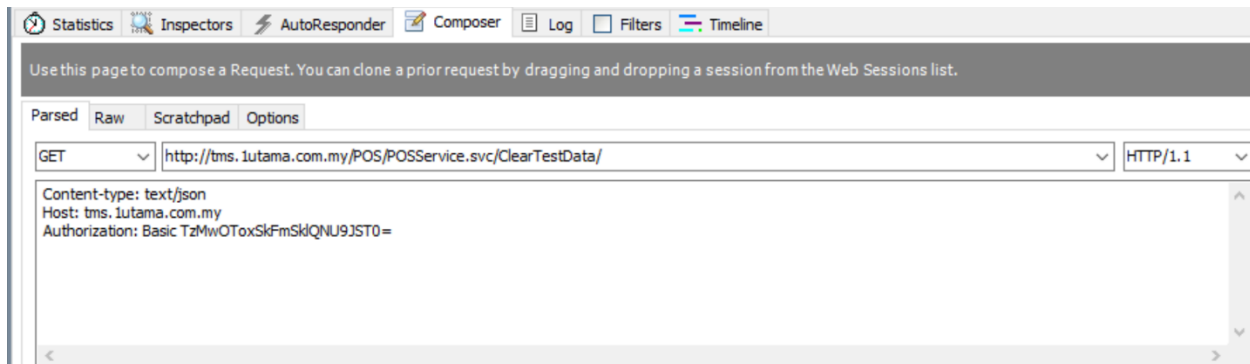 Statistics Inspectors AutoResponder Composer Log Filters Timeline
Use this page to compose a Request. You can clone a prior request by dragging and dropping a session from the Web Sessions list.
Parsed Raw Scratchpad Options
GET http://tms.1utama.com.my/POS/POSService.svc/ClearTestData/ HTTP/1.1
Content-type: text/json
Host: tms.1utama.com.my
Authorization: Basic TzMwOToxSkFmSklQNU9JST0=